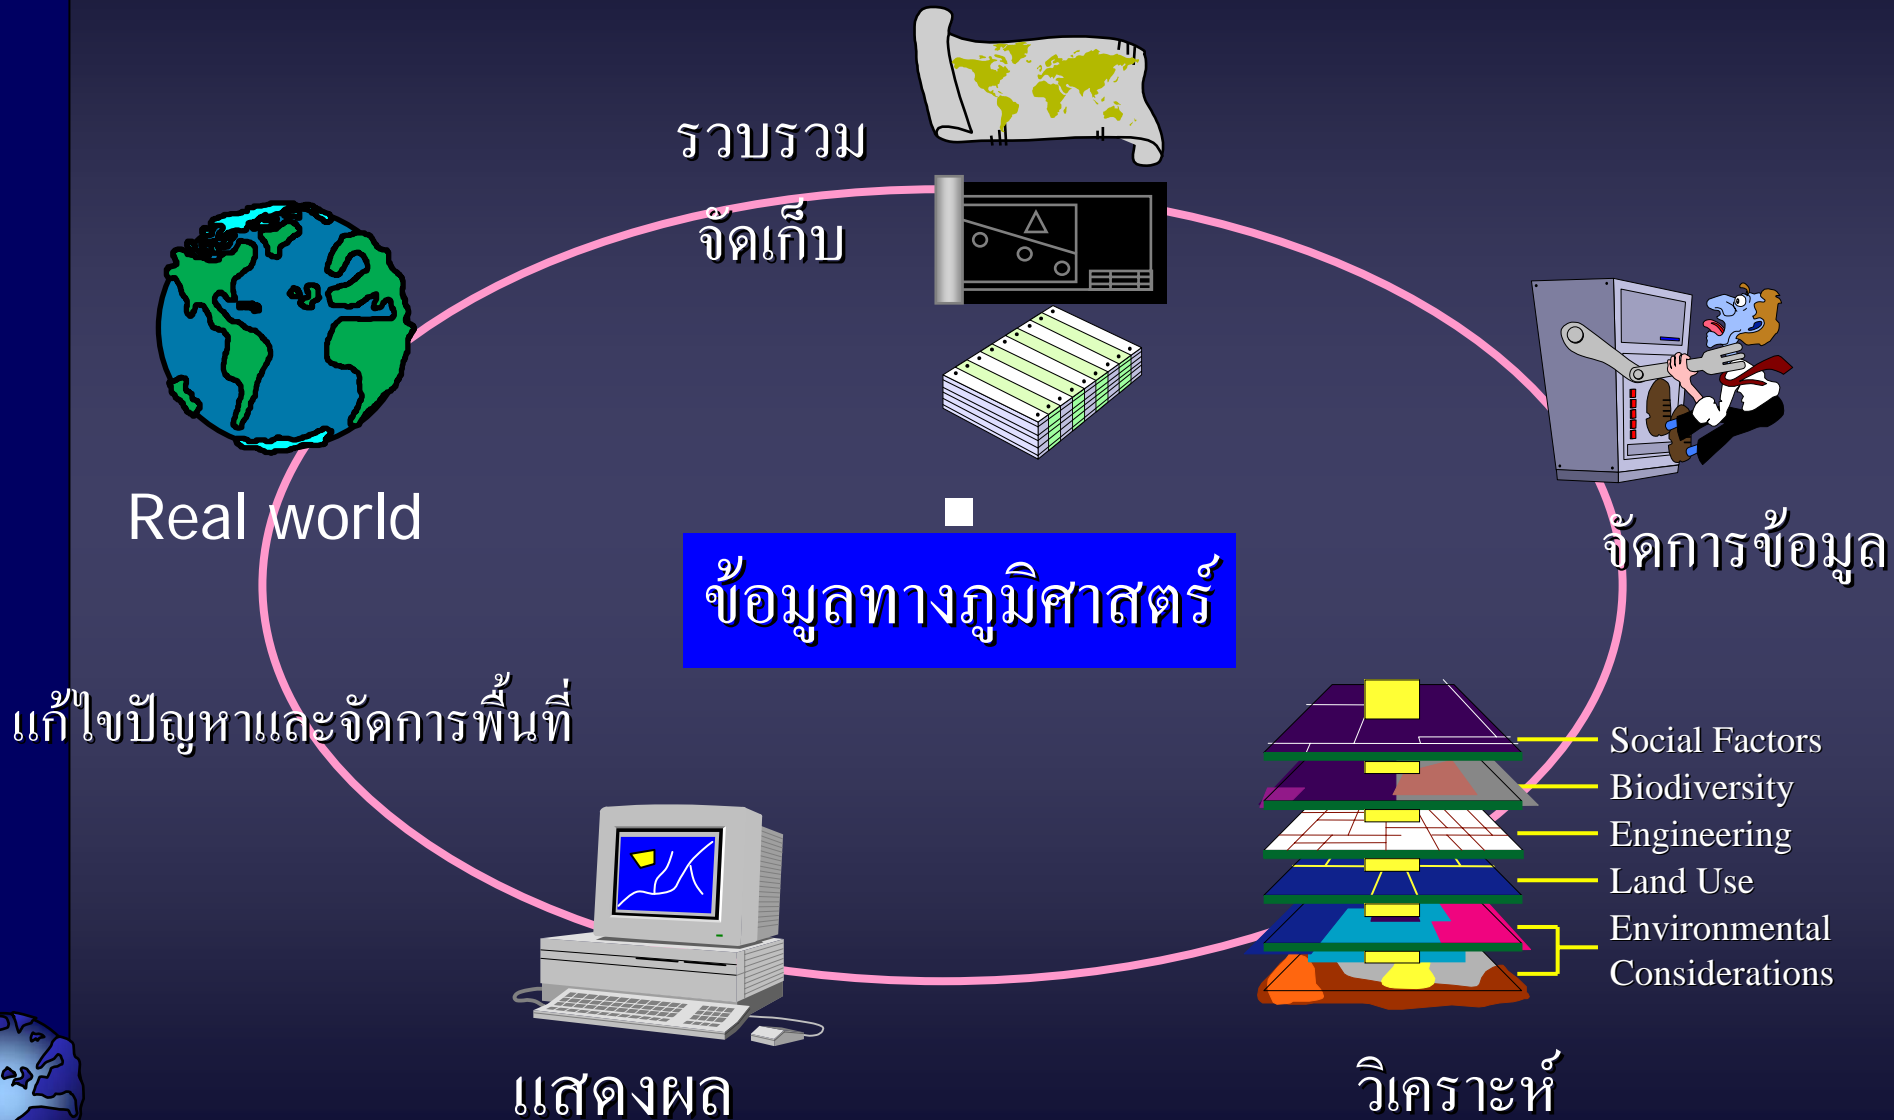 รวบรวม
จัดเก็บ
Real world
จัดการข้อมูล
ข้อมูลทางภูมิศาสตร์
แก้ไขปัญหาและจัดการพื้นที่
Social Factors
Biodiversity
Engineering
Land Use
Environmental
Considerations
แสดงผล
วิเคราะห์